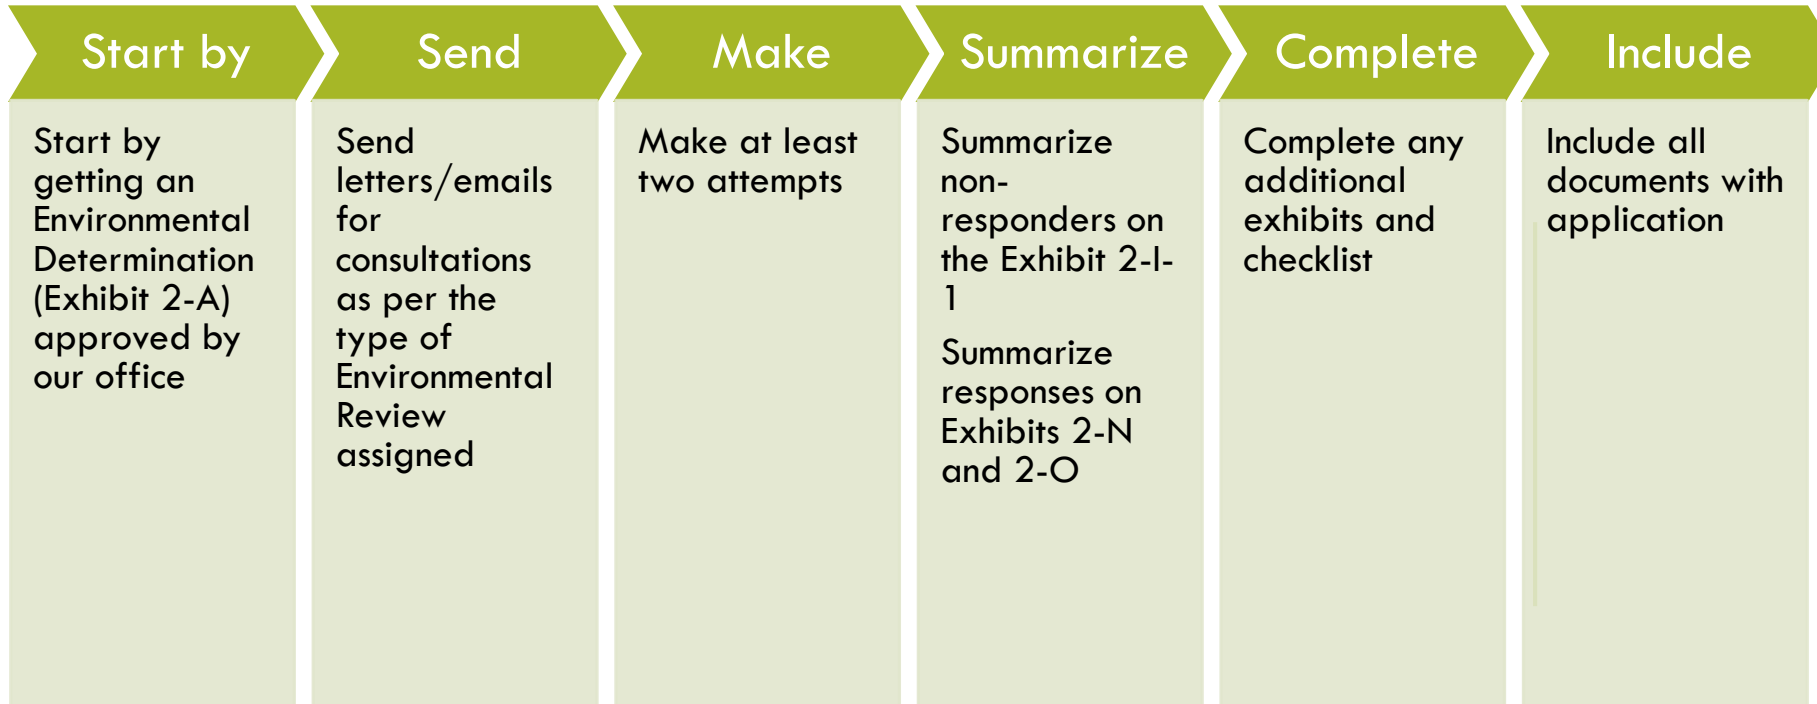 Start by
Send
Make
Summarize
Complete
Include
Start by
getting an
Environmental
Determination
(Exhibit 2-A)
approved by
our office
Send
letters/emails
for
consultations
as per the
type of
Environmental
Review
assigned
Make at least
two attempts
Summarize
non-
responders on
the Exhibit 2-I-
1
Summarize
responses on
Exhibits 2-N
and 2-O
Complete any
additional
exhibits and
checklist
Include all
documents with
application